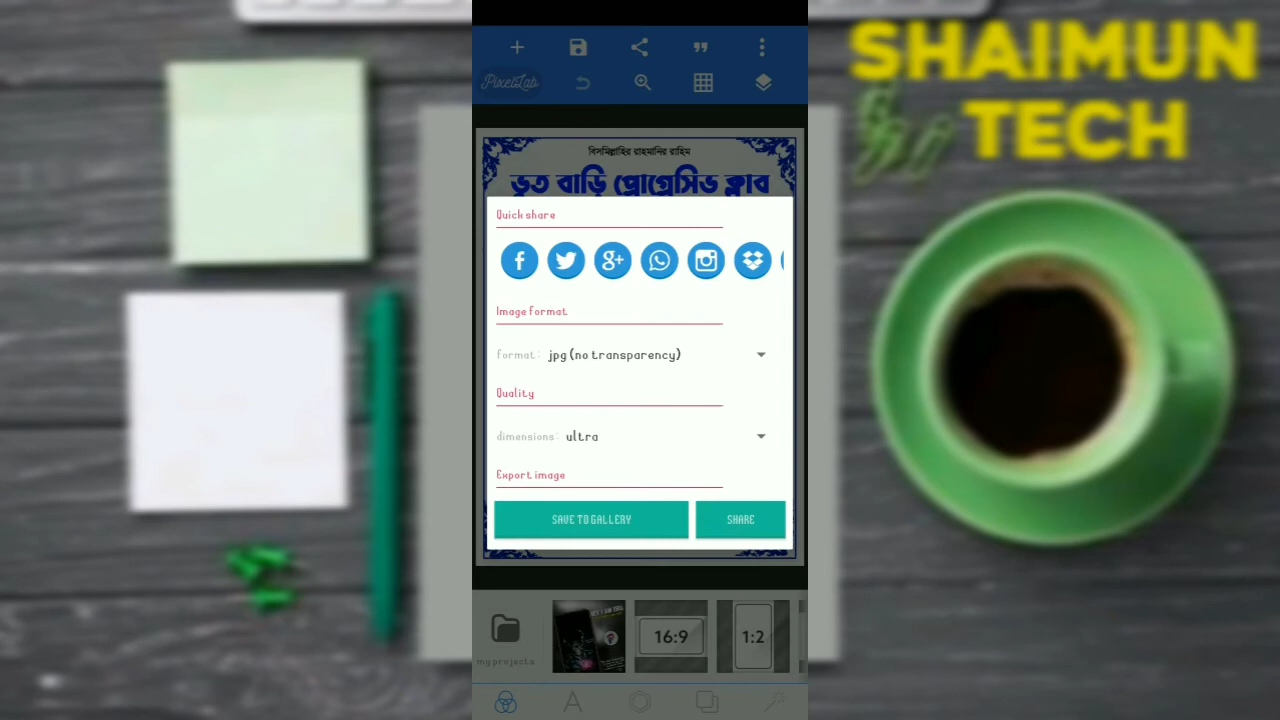 SHAIMUN
TECH
PixelLab
বিসমিল্লাহির রাহমানির রাহিম
ভূত বাড়ি প্রোগ্রেসিভ ক্লাব
Quick share
Image format
format: jpg (no transparency)
Quality
dimensions: ultra
Export image
SAVE TO GALLERY SHARE
16:9 1:2
my projects